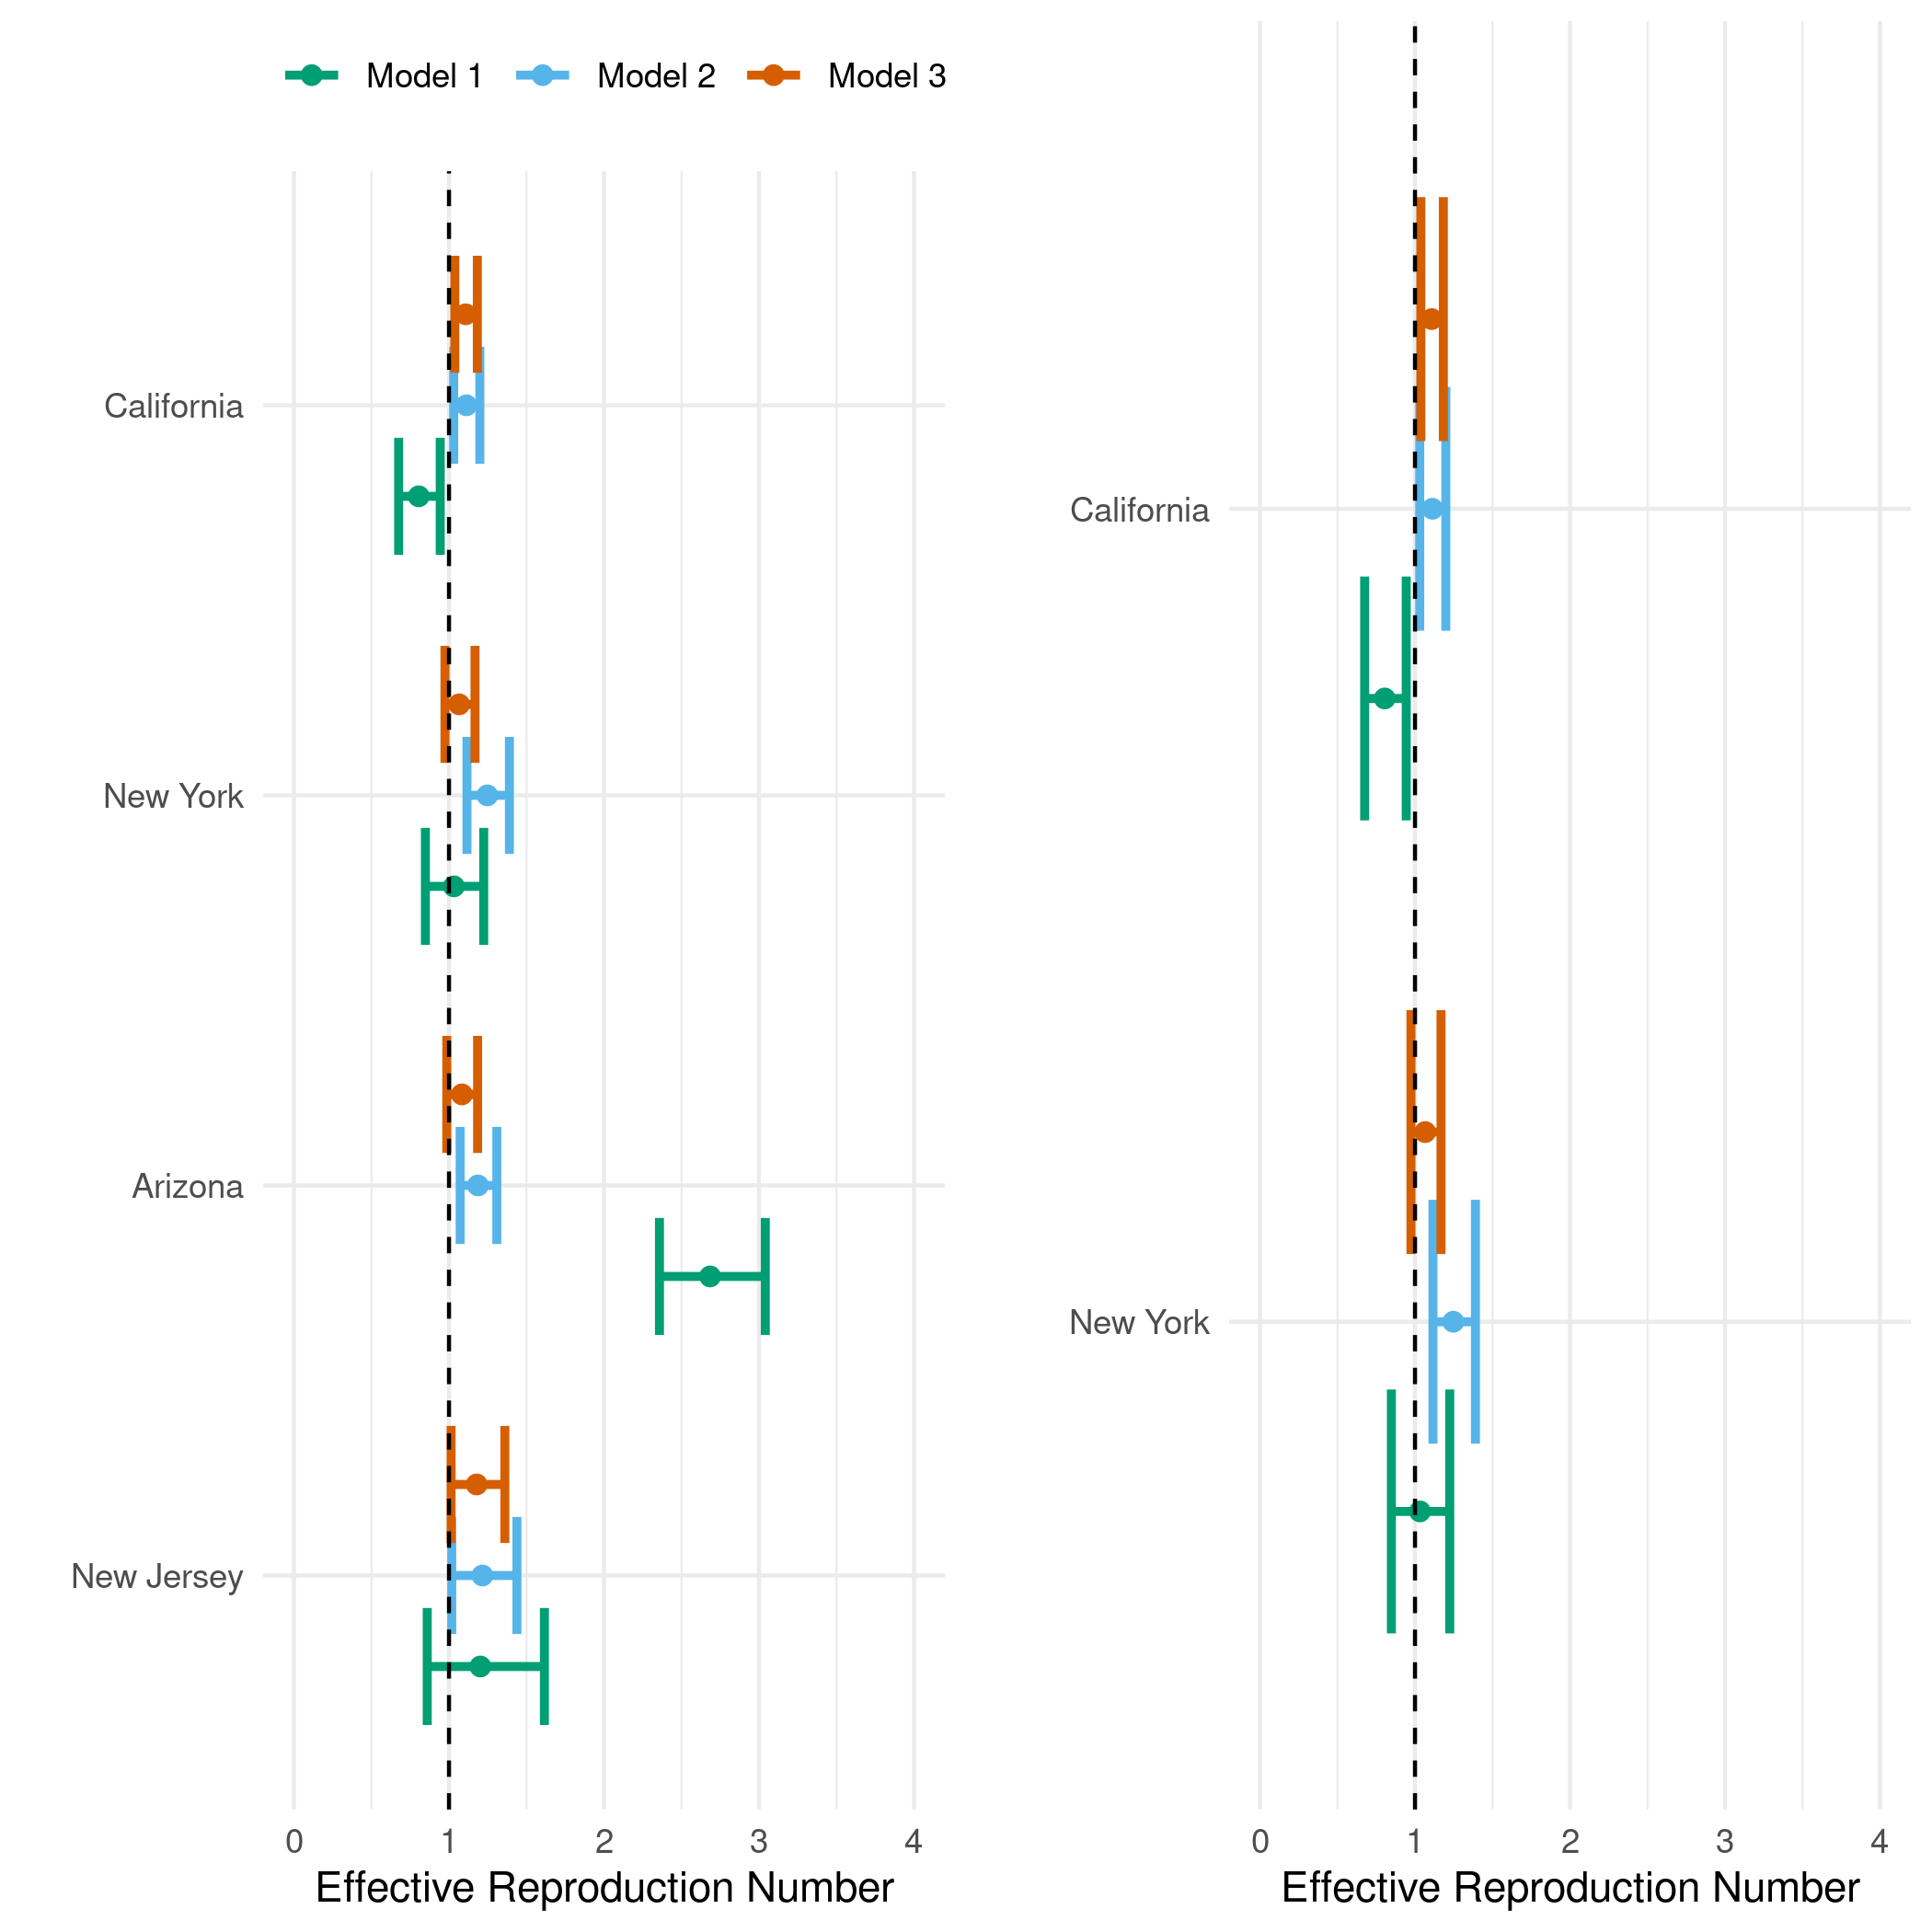 Model 1 Model 2 Model 3
California
New York
Arizona
New Jersey
0 1 2 3 4
Effective Reproduction Number
California
New York
0 1 2 3 4
Effective Reproduction Number